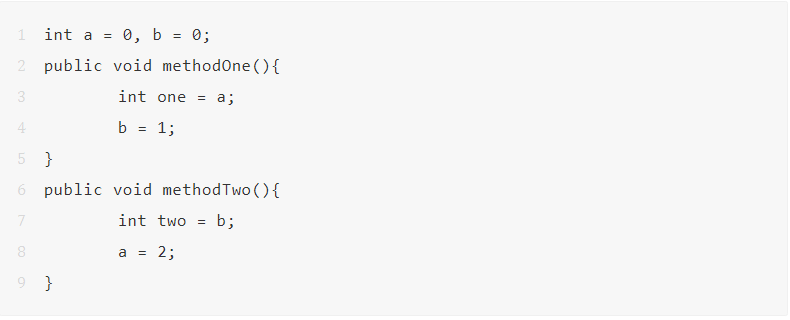 1 int a = 0, b = 0;
2 public void methodOne(){
3 int one = a;
4 b = 1;
5 }
6 public void methodTwo(){
7 int two = b;
8 a = 2;
9 }